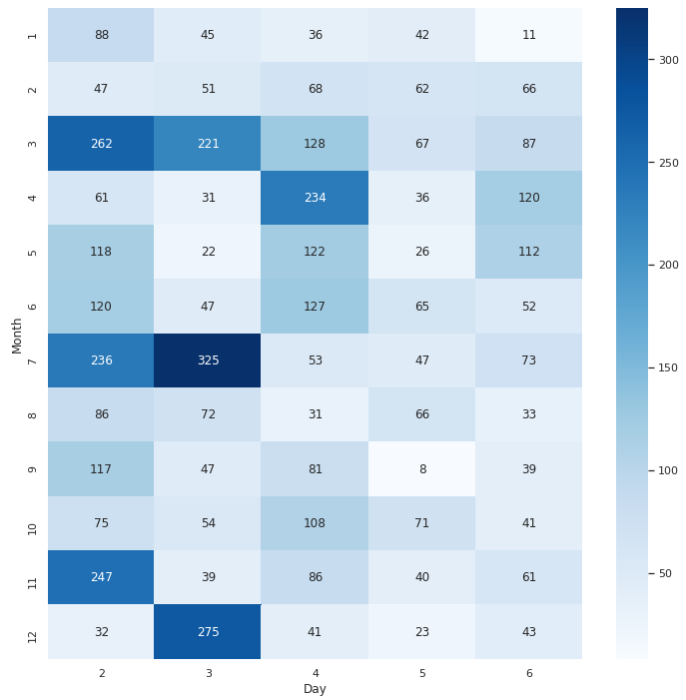 1 88 45 36 42 11
2 47 51 68 62 66
3 262 221 128 67 87
4 61 31 234 36 120
5 118 22 122 26 112
6 120 47 127 65 52
Month
7 236 325 53 47 73
8 86 72 31 66 33
9 117 47 81 8 39
10 75 54 108 71 41
11 247 39 86 40 61
12 32 275 41 23 43
2 3 4 5 6
Day
300
250
200
150
100
50